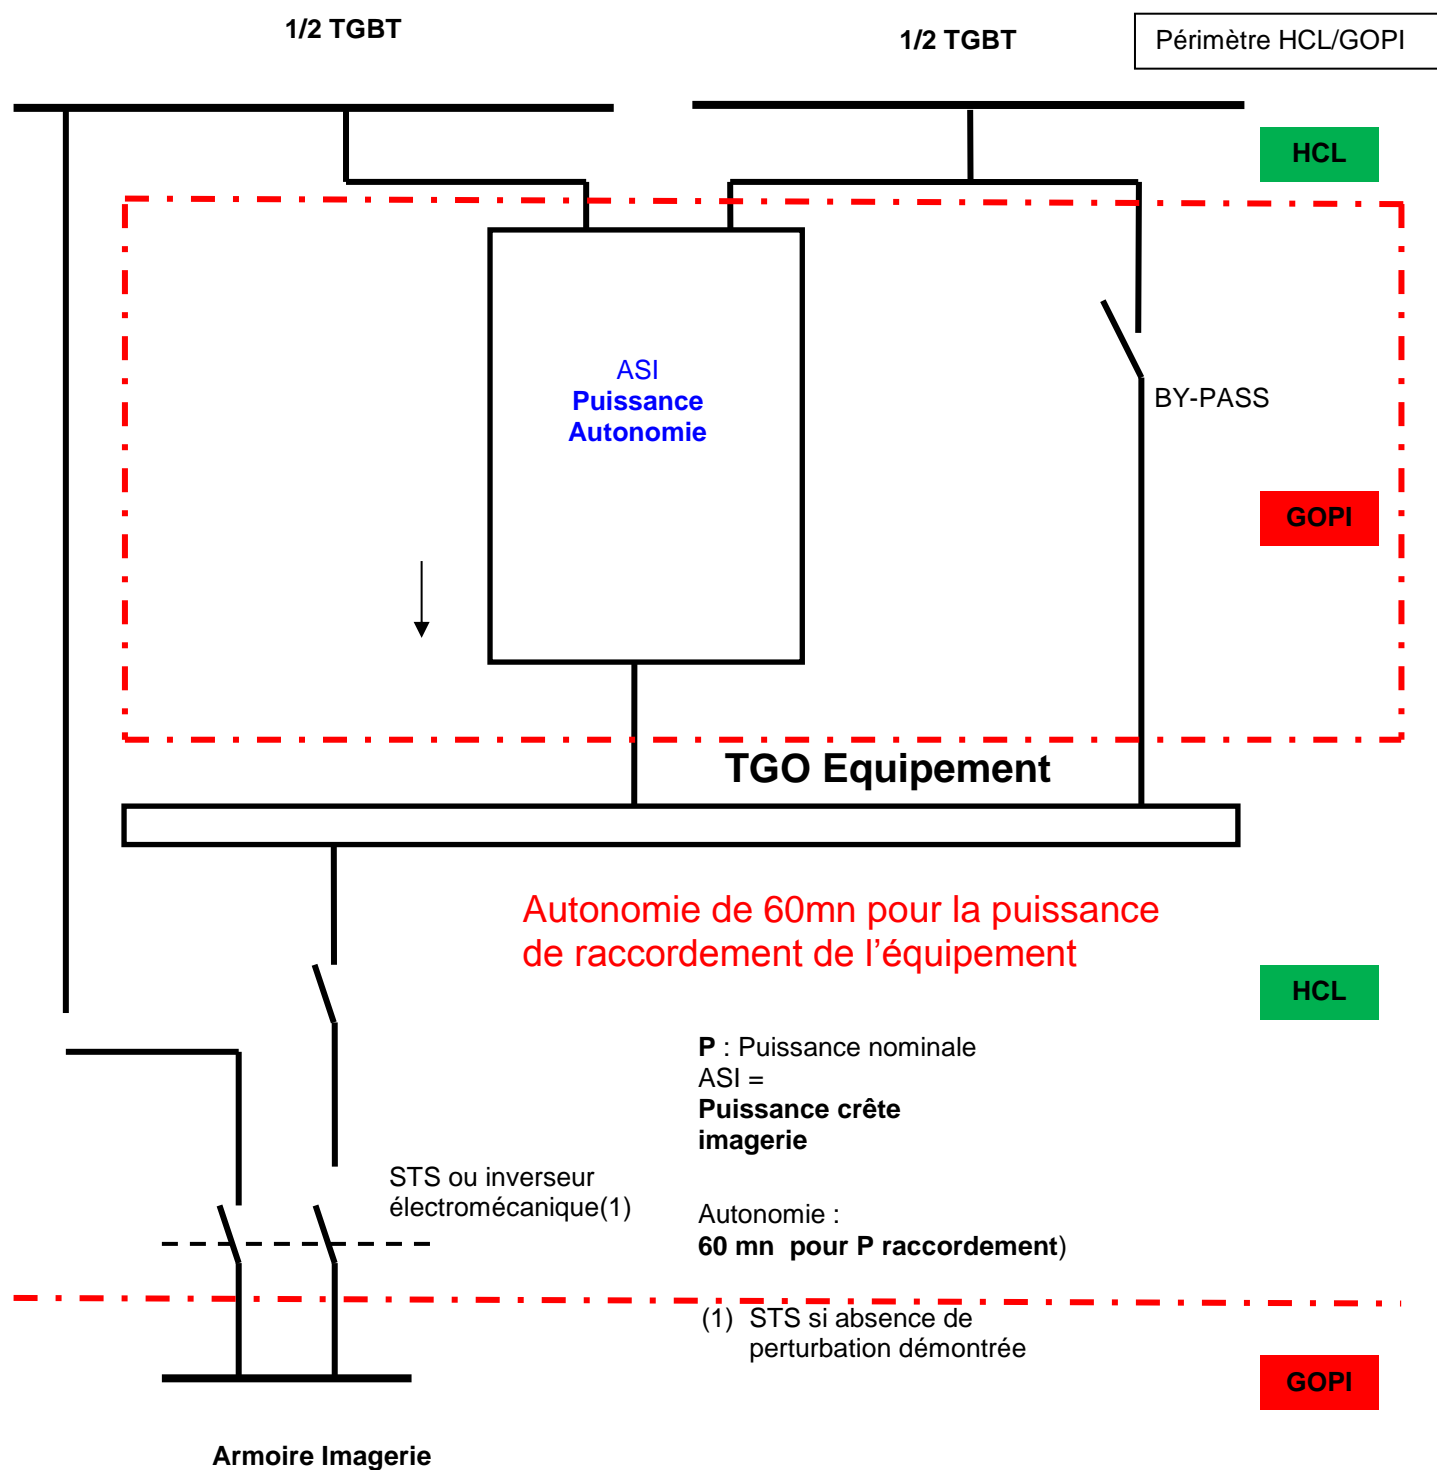 1/2 TGBT
1/2 TGBT
Périmètre HCL/GOPI
HCL
ASI
Puissance
Autonomie
BY-PASS
GOPI
TGO Equipement
Autonomie de 60mn pour la puissance
de raccordement de l’équipement
HCL
P : Puissance nominale
ASI =
Puissance crête
imagerie
STS ou inverseur
électromécanique(1)
Autonomie :
60 mn pour P raccordement)
(1) STS si absence de
perturbation démontrée
GOPI
Armoire Imagerie